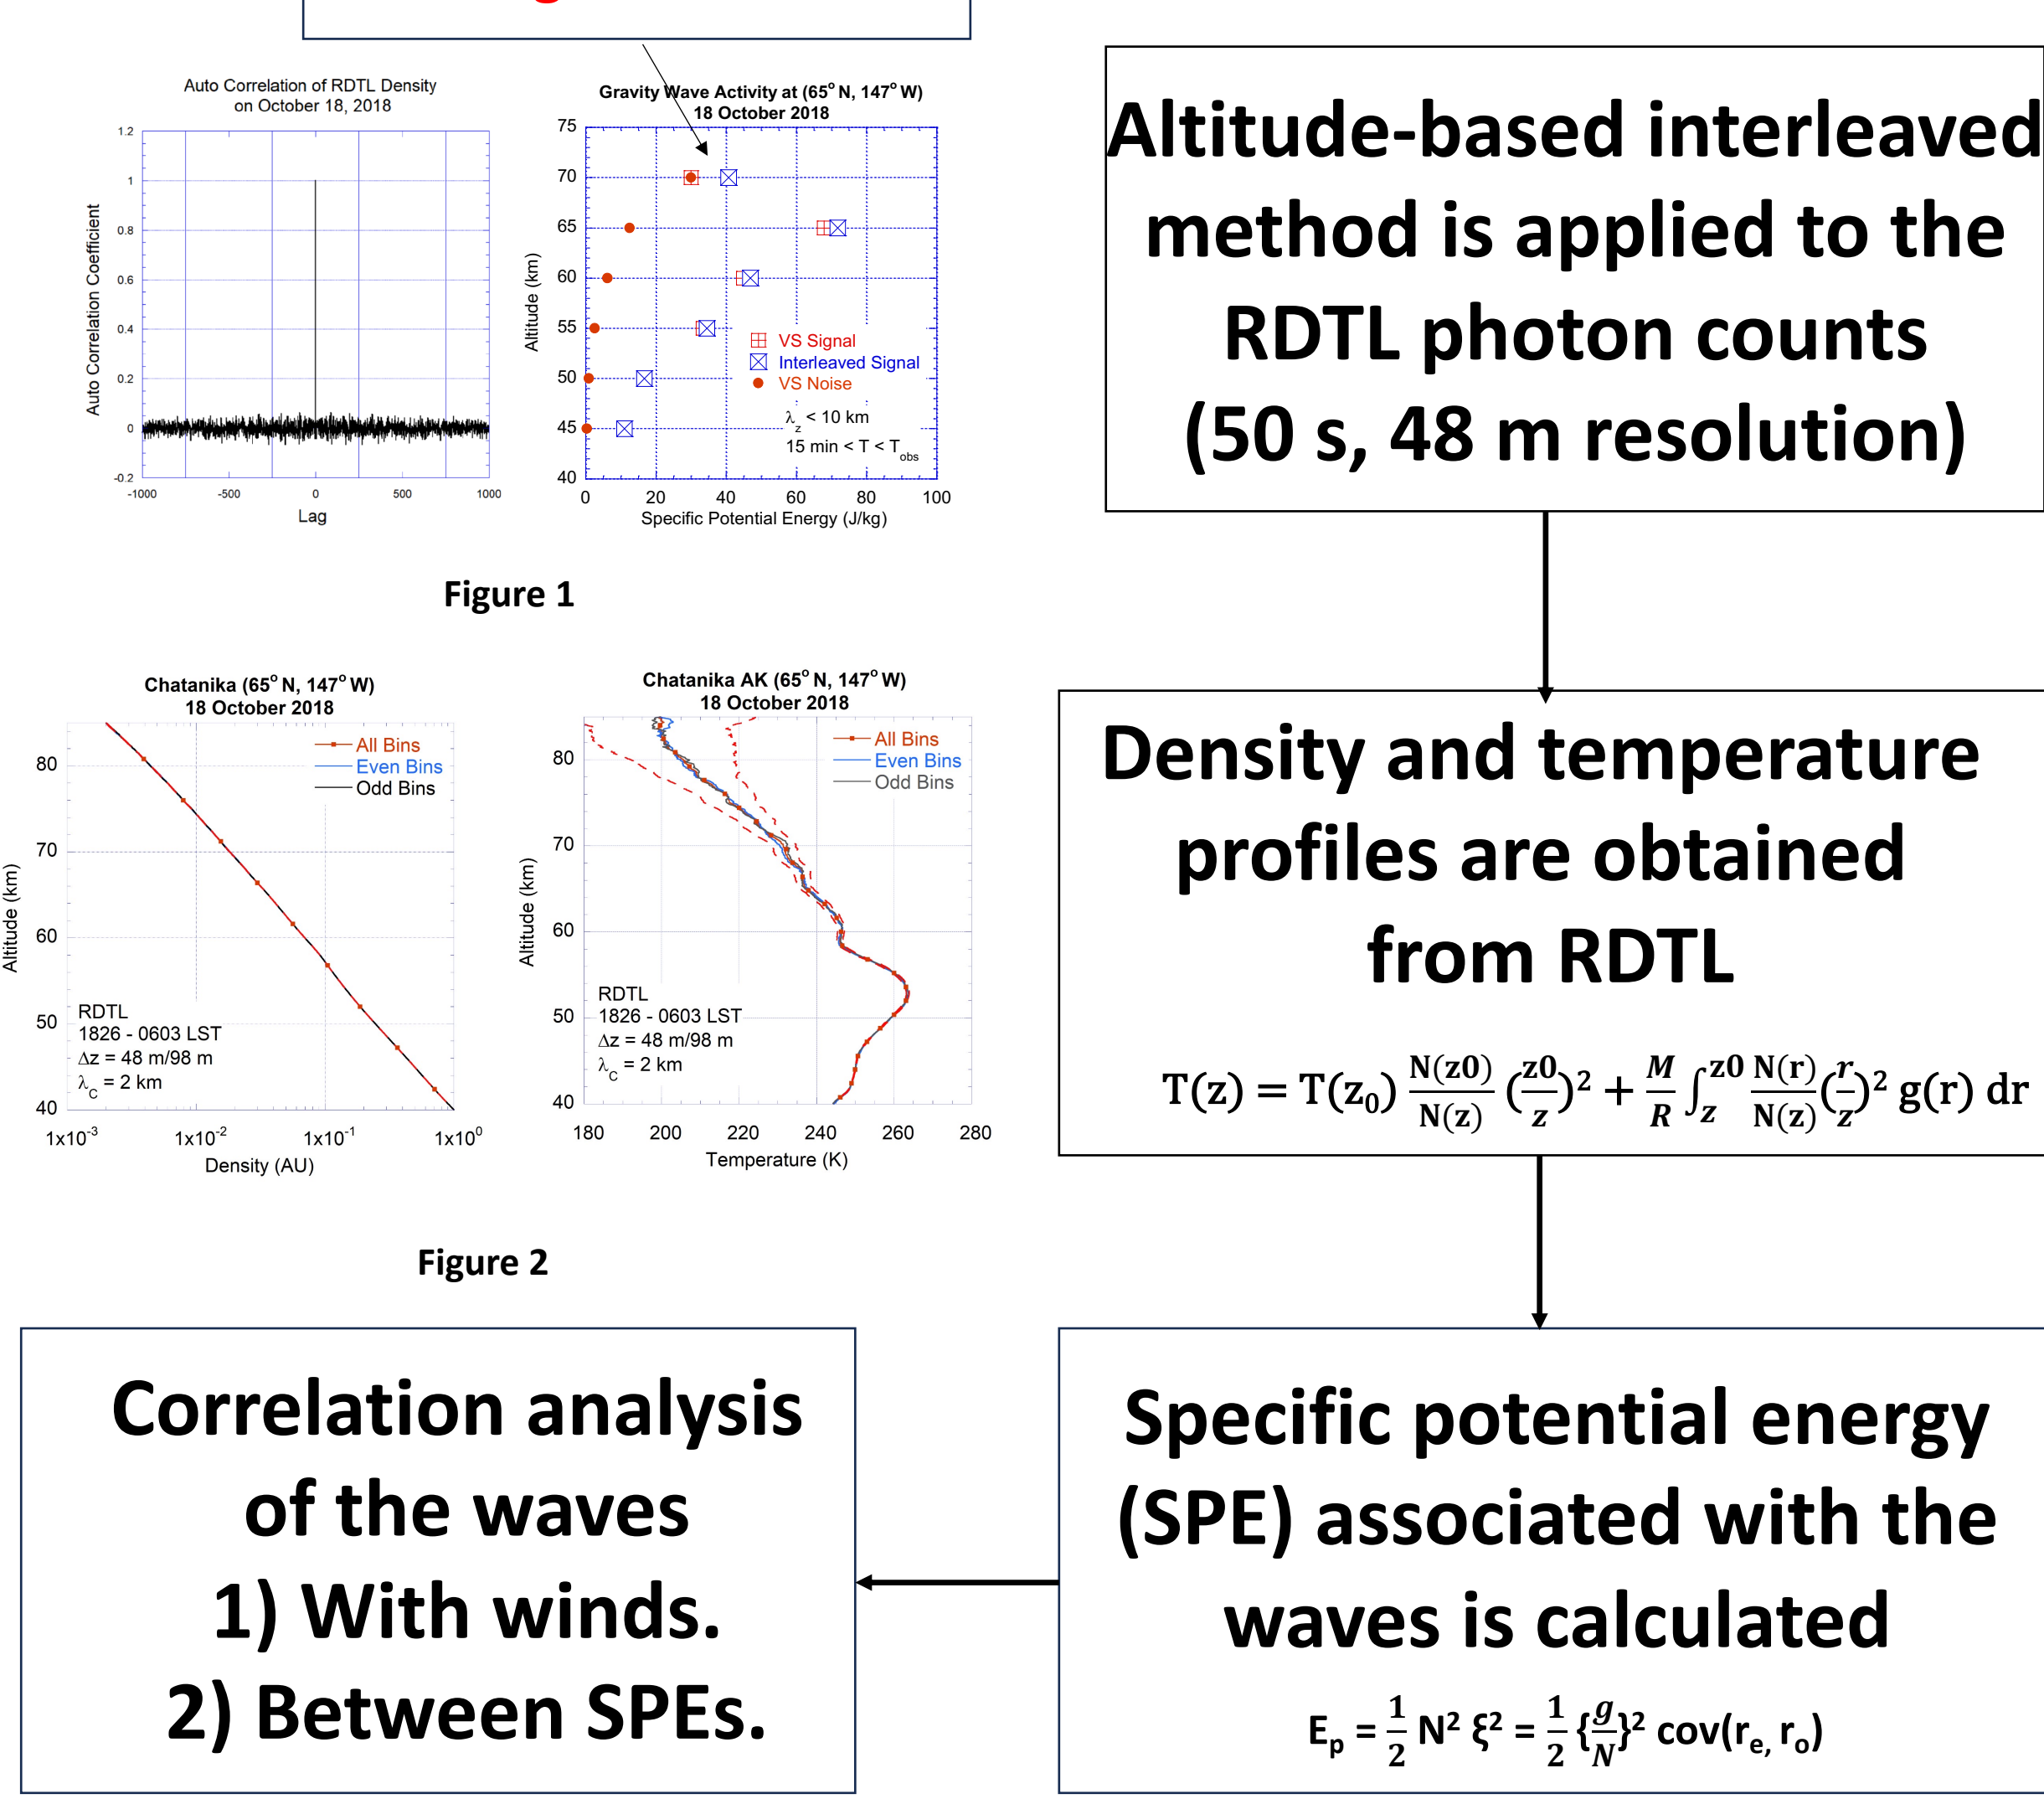 Auto Correlation of RDTL Density
on October 18, 2018
1.2
1
0.8
0.6
0.4
0.2
0
-0.2
Auto Correlation Coefficient
-1000
-500
0
500
1000
Lag
Gravity Wave Activity at (65° N, 147° W)
18 October 2018
75
70
65
60
55
50
45
40
Altitude (km)
VS Signal
Interleaved Signal
VS Noise
λz < 10 km
15 min < T < Tobs
0
20
40
60
80
100
Specific Potential Energy (J/kg)
Figure 1
Altitude-based interleaved
method is applied to the
RDTL photon counts
(50 s, 48 m resolution)
Chatanika (65° N, 147° W)
18 October 2018
All Bins
Even Bins
Odd Bins
80
70
60
50
40
Altitude (km)
RDTL
1826 - 0603 LST
Δz = 48 m/98 m
λC = 2 km
1x10⁻³
1x10⁻²
1x10⁻¹
1x10⁰
Density (AU)
Chatanika AK (65° N, 147° W)
18 October 2018
All Bins
Even Bins
Odd Bins
80
70
60
50
40
Altitude (km)
RDTL
1826 - 0603 LST
Δz = 48 m/98 m
λC = 2 km
180
200
220
240
260
280
Temperature (K)
Figure 2
Density and temperature
profiles are obtained
from RDTL
T(z) = T(z₀) N(z0)/N(z) (z0/z)² + M/R ∫_z^z0 N(r)/N(z) (r/z)² g(r) dr
Specific potential energy
(SPE) associated with the
waves is calculated
Ep = 1/2 N² ξ² = 1/2 {g/N}² cov(re, ro)
Correlation analysis
of the waves
1) With winds.
2) Between SPEs.